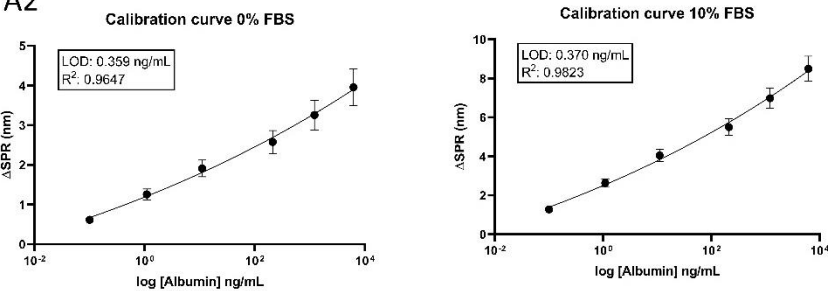 A2
Calibration curve 0% FBS
LOD: 0.359 ng/mL
R²: 0.9647
ΔSPR (nm)
5
4
3
2
1
0
10⁻²
10⁰
10²
10⁴
log [Albumin] ng/mL
Calibration curve 10% FBS
LOD: 0.370 ng/mL
R²: 0.9823
ΔSPR (nm)
10
8
6
4
2
0
10⁻²
10⁰
10²
10⁴
log [Albumin] ng/mL